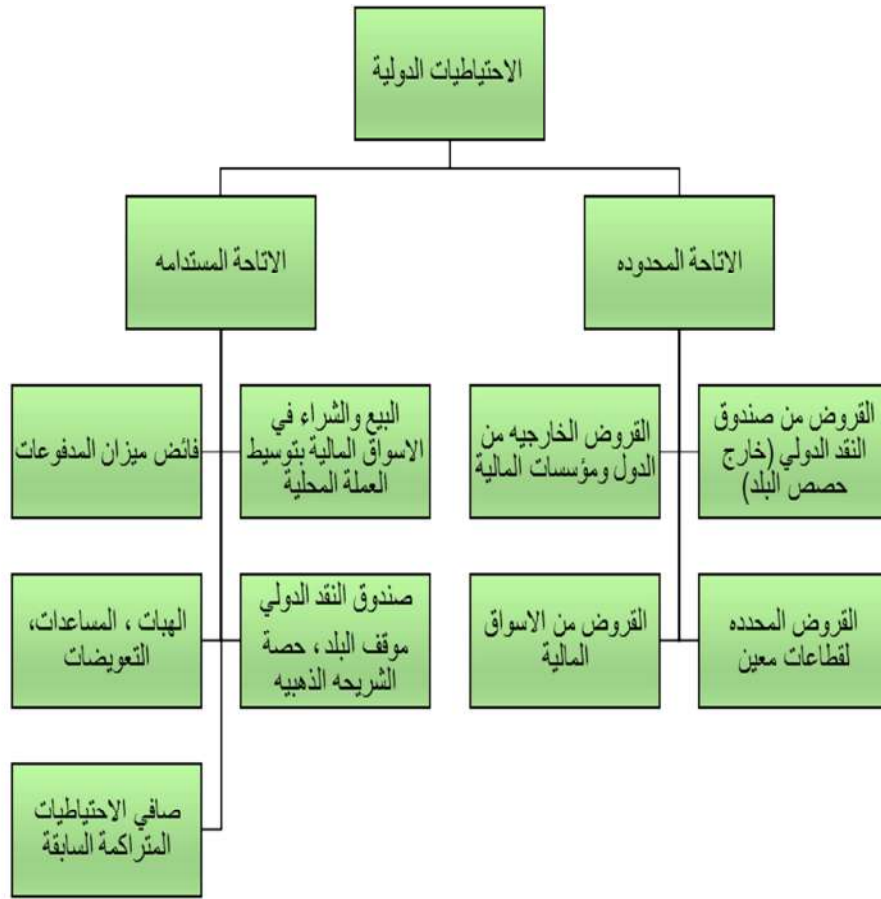 الاحتياطيات الدولية
الاتاحة المحدوده
الاتاحة المستدامه
القروض من صندوق
النقد الدولي (خارج
حصص البلد)
القروض الخارجيه من
الدول ومؤسسات المالية
البيع والشراء في
الاسواق المالية بتوسيط
العملة المحلية
فائض ميزان المدفوعات
القروض المحدده
لقطاعات معين
القروض من الاسواق
المالية
صندوق النقد الدولي
موقف البلد ، حصة
الشريحه الذهبيه
الهبات ، المساعدات،
التعويضات
صافي الاحتياطيات
المتراكمة السابقة